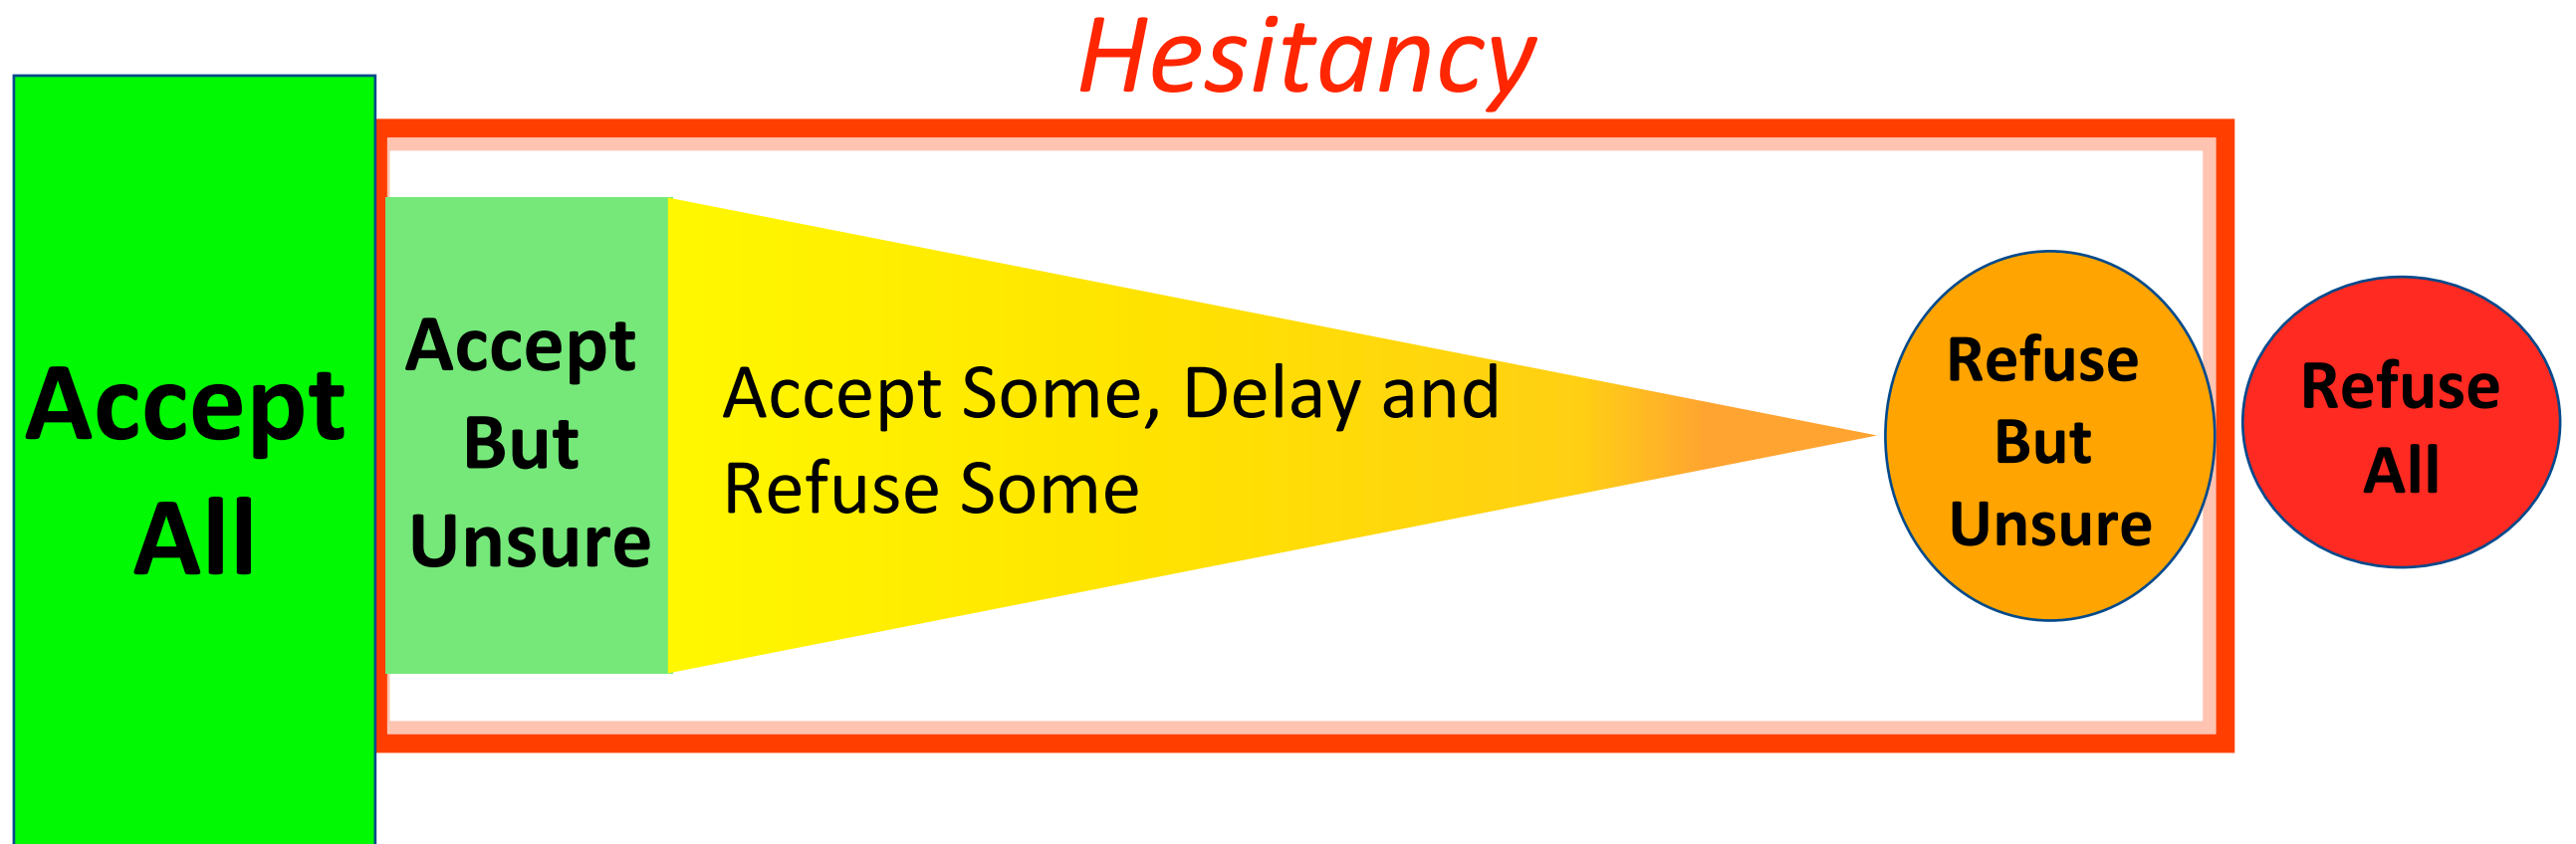 Hesitancy
Accept
All
Accept
But
Unsure
Accept Some, Delay and
Refuse Some
Refuse
But
Unsure
Refuse
All